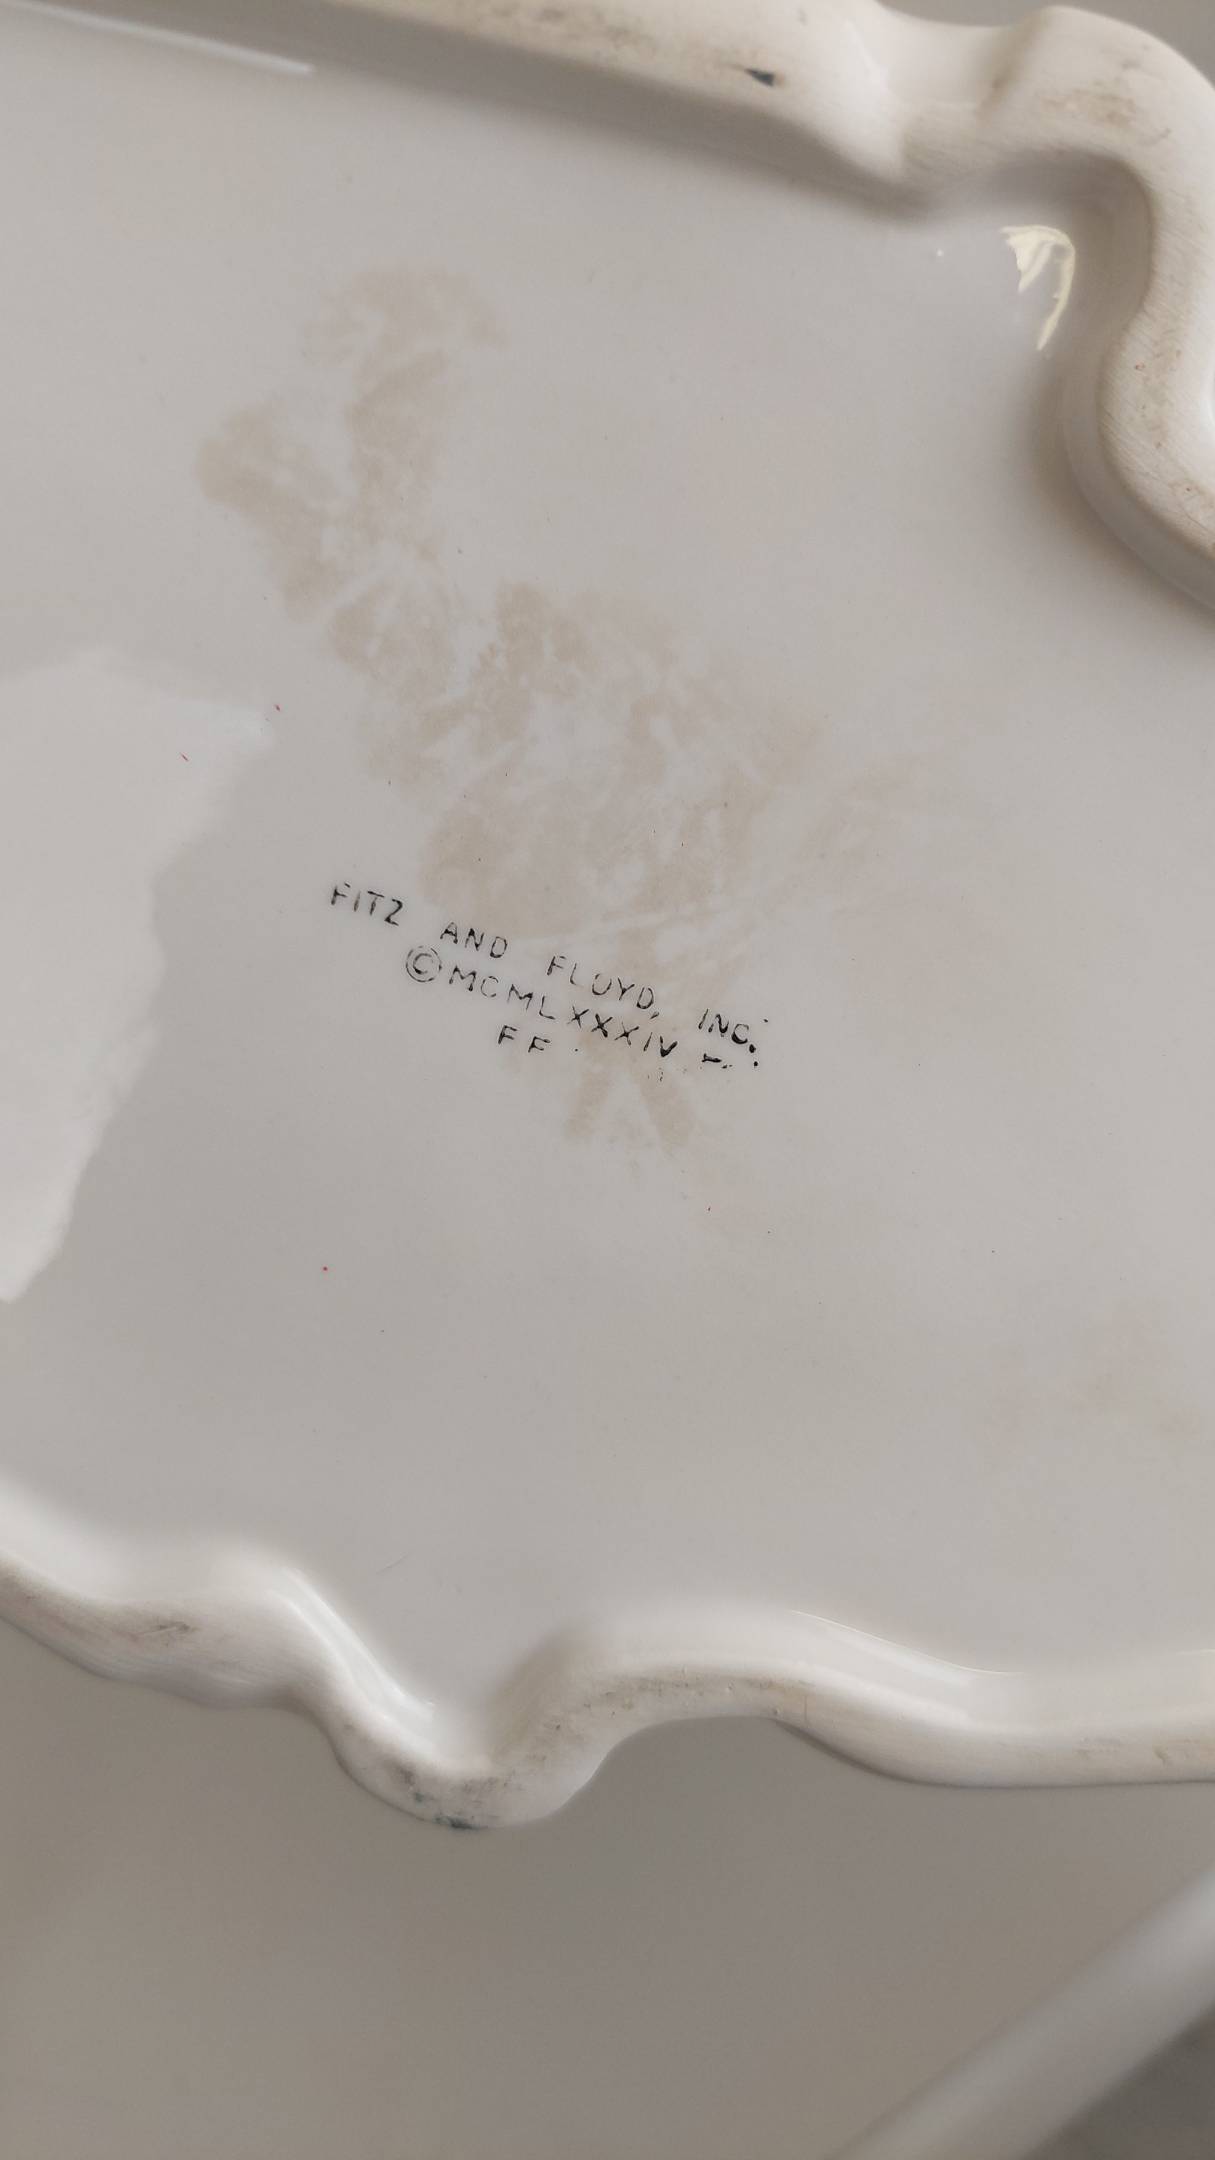 FITZ AND FLOYD, INC.
©MCMLXXXIV
FF